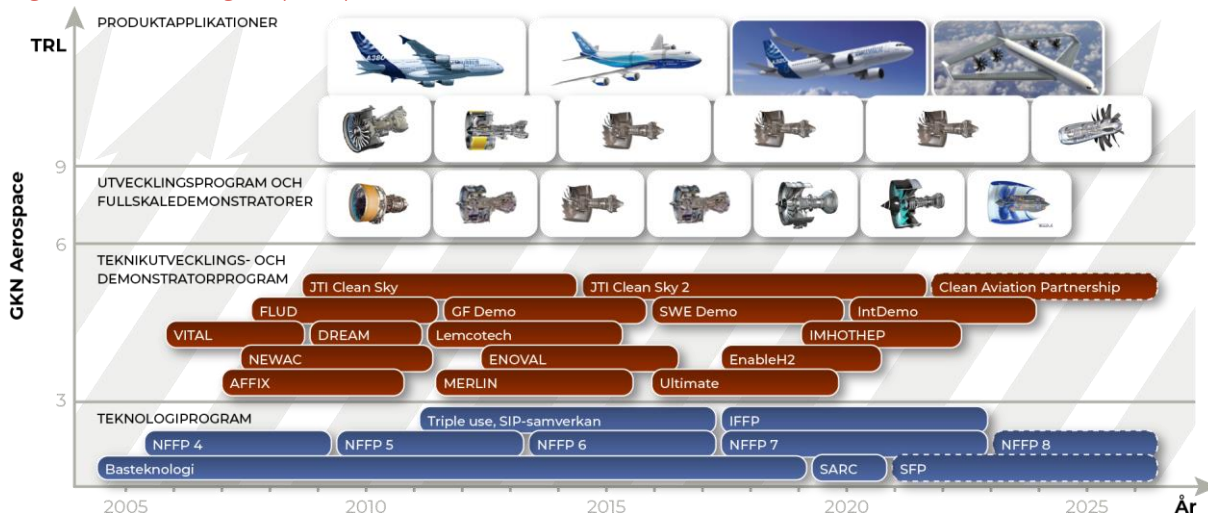 PRODUKTAPPLIKATIONER
TRL
9
UTVECKLINGSPROGRAM OCH
FULLSKALEDEMONSTRATORER
6
GKN Aerospace
TEKNIKUTVECKLINGS- OCH
DEMONSTRATORPROGRAM
JTI Clean Sky
JTI Clean Sky 2
Clean Aviation Partnership
FLUD
GF Demo
SWE Demo
IntDemo
VITAL
DREAM
Lemcotech
IMHOTHEP
NEWAC
ENOVAL
EnableH2
AFFIX
MERLIN
Ultimate
3
TEKNOLOGIPROGRAM
Triple use, SIP-samverkan
IFFP
NFFP 4
NFFP 5
NFFP 6
NFFP 7
NFFP 8
Basteknologi
SARC
SFP
2005
2010
2015
2020
2025
År